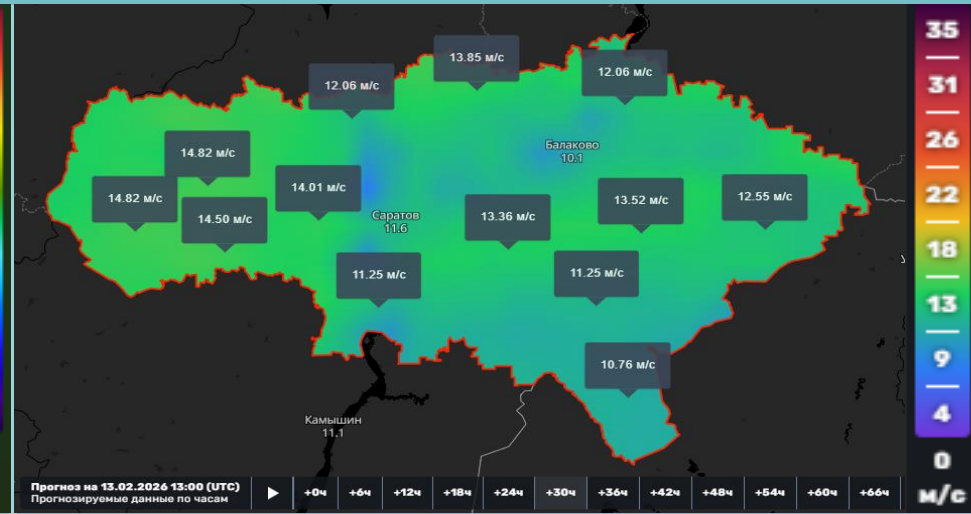 13.85 м/с
12.06 м/с
12.06 м/с
14.82 м/с
14.82 м/с
14.50 м/с
14.01 м/с
Балаково
10.1
Саратов
11.6
13.36 м/с
13.52 м/с
12.55 м/с
11.25 м/с
11.25 м/с
10.76 м/с
Камышин
11.1
35
31
26
22
18
13
9
4
0
м/с
Прогноз на 13.02.2026 13:00 (UTC)
Прогнозируемые данные по часам
+0ч +6ч +12ч +18ч +24ч +30ч +36ч +42ч +48ч +54ч +60ч +66ч